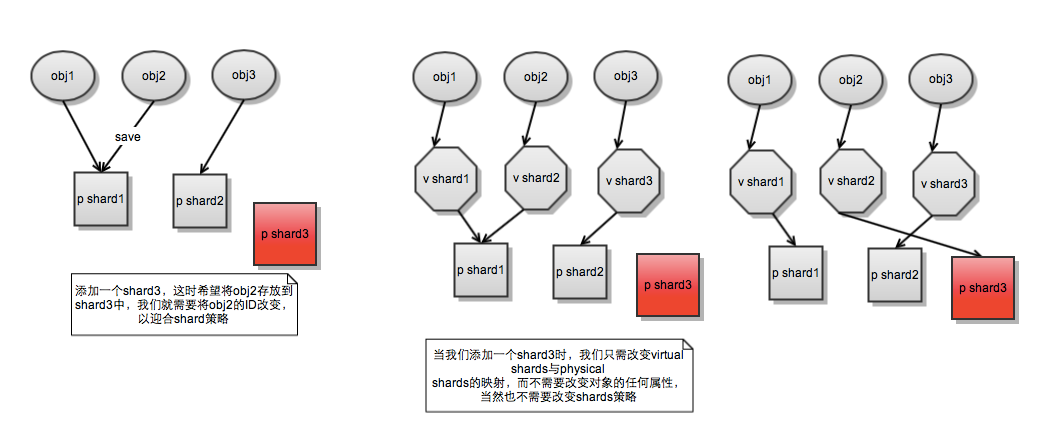 obj1
obj2
obj3
save
p shard1
p shard2
p shard3
添加一个shard3，这时希望将obj2存放到
shard3中，我们就需要将obj2的ID改变，
以迎合shard策略
obj1
obj2
obj3
v shard1
v shard2
v shard3
p shard1
p shard2
p shard3
当我们添加一个shard3时，我们只需改变virtual
shards与physical
shards的映射，而不需要改变对象的任何属性，
当然也不需要改变shards策略
obj1
obj2
obj3
v shard1
v shard2
v shard3
p shard1
p shard2
p shard3